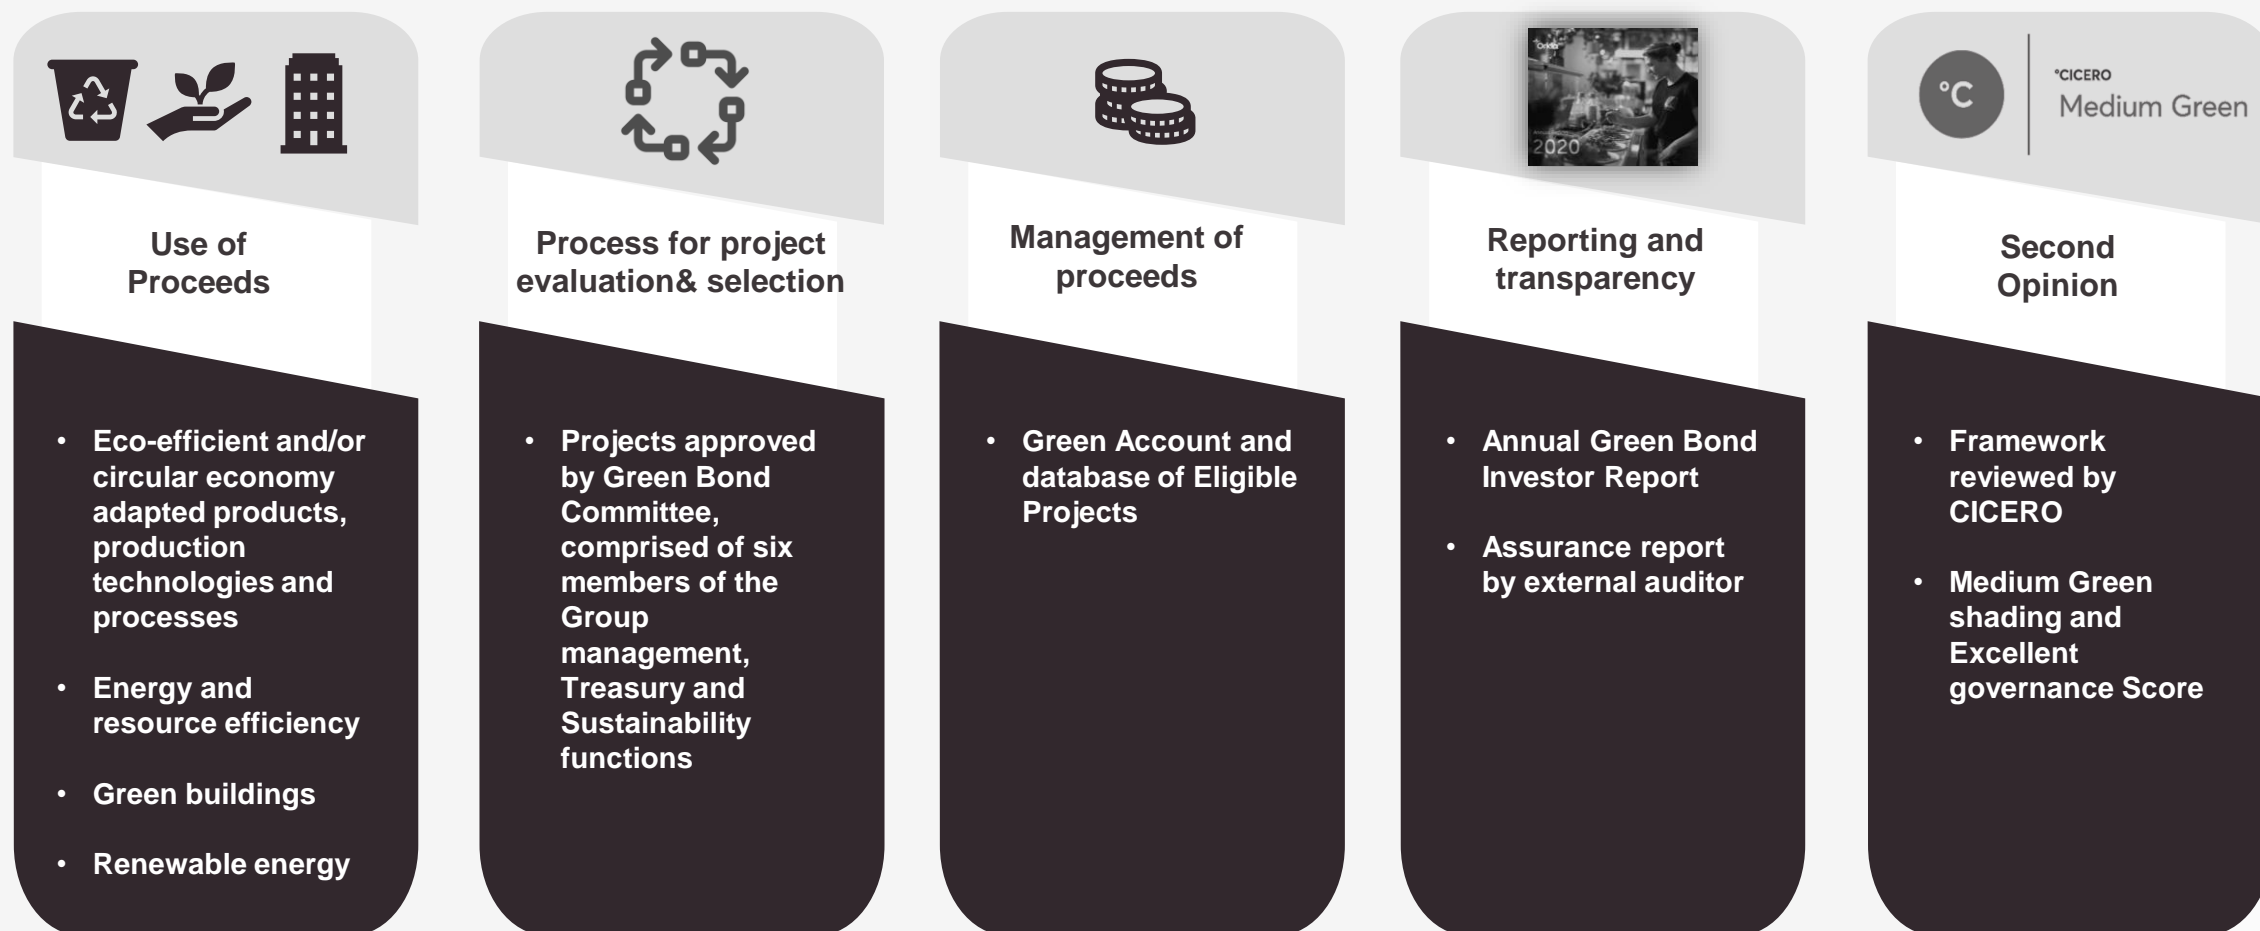 Use of
Proceeds
• Eco-efficient and/or
circular economy
adapted products,
production
technologies and
processes
• Energy and
resource efficiency
• Green buildings
• Renewable energy
Process for project
evaluation& selection
• Projects approved
by Green Bond
Committee,
comprised of six
members of the
Group
management,
Treasury and
Sustainability
functions
Management of
proceeds
• Green Account and
database of Eligible
Projects
Orkla
2020
Reporting and
transparency
• Annual Green Bond
Investor Report
• Assurance report
by external auditor
°C
°CICERO
Medium Green
Second
Opinion
• Framework
reviewed by
CICERO
• Medium Green
shading and
Excellent
governance Score